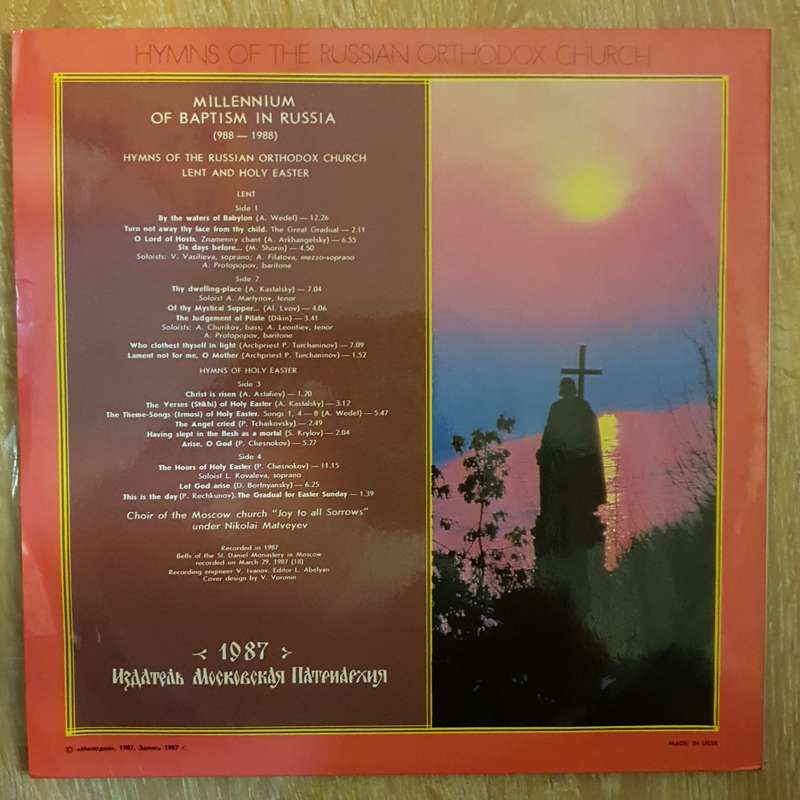 HYMNS OF THE RUSSIAN ORTHODOX CHURCH
MILLENNIUM
OF BAPTISM IN RUSSIA
(988 — 1988)
HYMNS OF THE RUSSIAN ORTHODOX CHURCH
LENT AND HOLY EASTER
LENT
Side 1
By the waters of Babylon (A. Wedel) — 12.26
Turn not away thy face from thy child. The Great Gradual — 2.11
O Lord of Hosts. Znamenny chant (A. Arkhangelsky) — 6.55
Six days before... (M. Shorin) — 4.50
Soloists: V. Vasilieva, soprano; A. Filatova, mezzo-soprano
A. Protopopov, baritone
Side 2
Thy dwelling-place (A. Kastalsky) — 7.04
Soloist A. Martynov, tenor
Of thy Mystical Supper... (Al. Lvov) — 4.06
The Judgement of Pilate (Dikin) — 3.41
Soloists: A. Churikov, bass; A. Leontiev, tenor
A. Protopopov, baritone
Who clothest thyself in light (Archpriest P. Turchaninov) — 7.09
Lament not for me, O Mother (Archpriest P. Turchaninov) — 1.52
HYMNS OF HOLY EASTER
Side 3
Christ is risen (A. Astafiev) — 1.20
The Verses (Stikhi) of Holy Easter (A. Kastalsky) — 3.12
The Theme-Songs (Irmosi) of Holy Easter. Songs 1, 4 — 8 (A. Wedel) — 5.47
The Angel cried (P. Tchaikovsky) — 2.49
Having slept in the flesh as a mortal (S. Krylov) — 2.04
Arise, O God (P. Chesnokov) — 5.27
Side 4
The Hours of Holy Easter (P. Chesnokov) — 11.15
Soloist L. Kovaleva, soprano
Let God arise (D. Bortnyansky) — 6.25
This is the day (P. Rechkunov). The Gradual for Easter Sunday — 1.39
Choir of the Moscow church "Joy to all Sorrows"
under Nikolai Matveyev
Recorded in 1987
Bells of the St. Daniel Monastery in Moscow
recorded on March 29, 1987 (18)
Recording engineer V. Ivanov. Editor L. Abelyan
Cover design by V. Voronin
1987
Издатель Московская Патриархия
© «Мелодия», 1987, Запись 1987 г.
MADE IN USSR